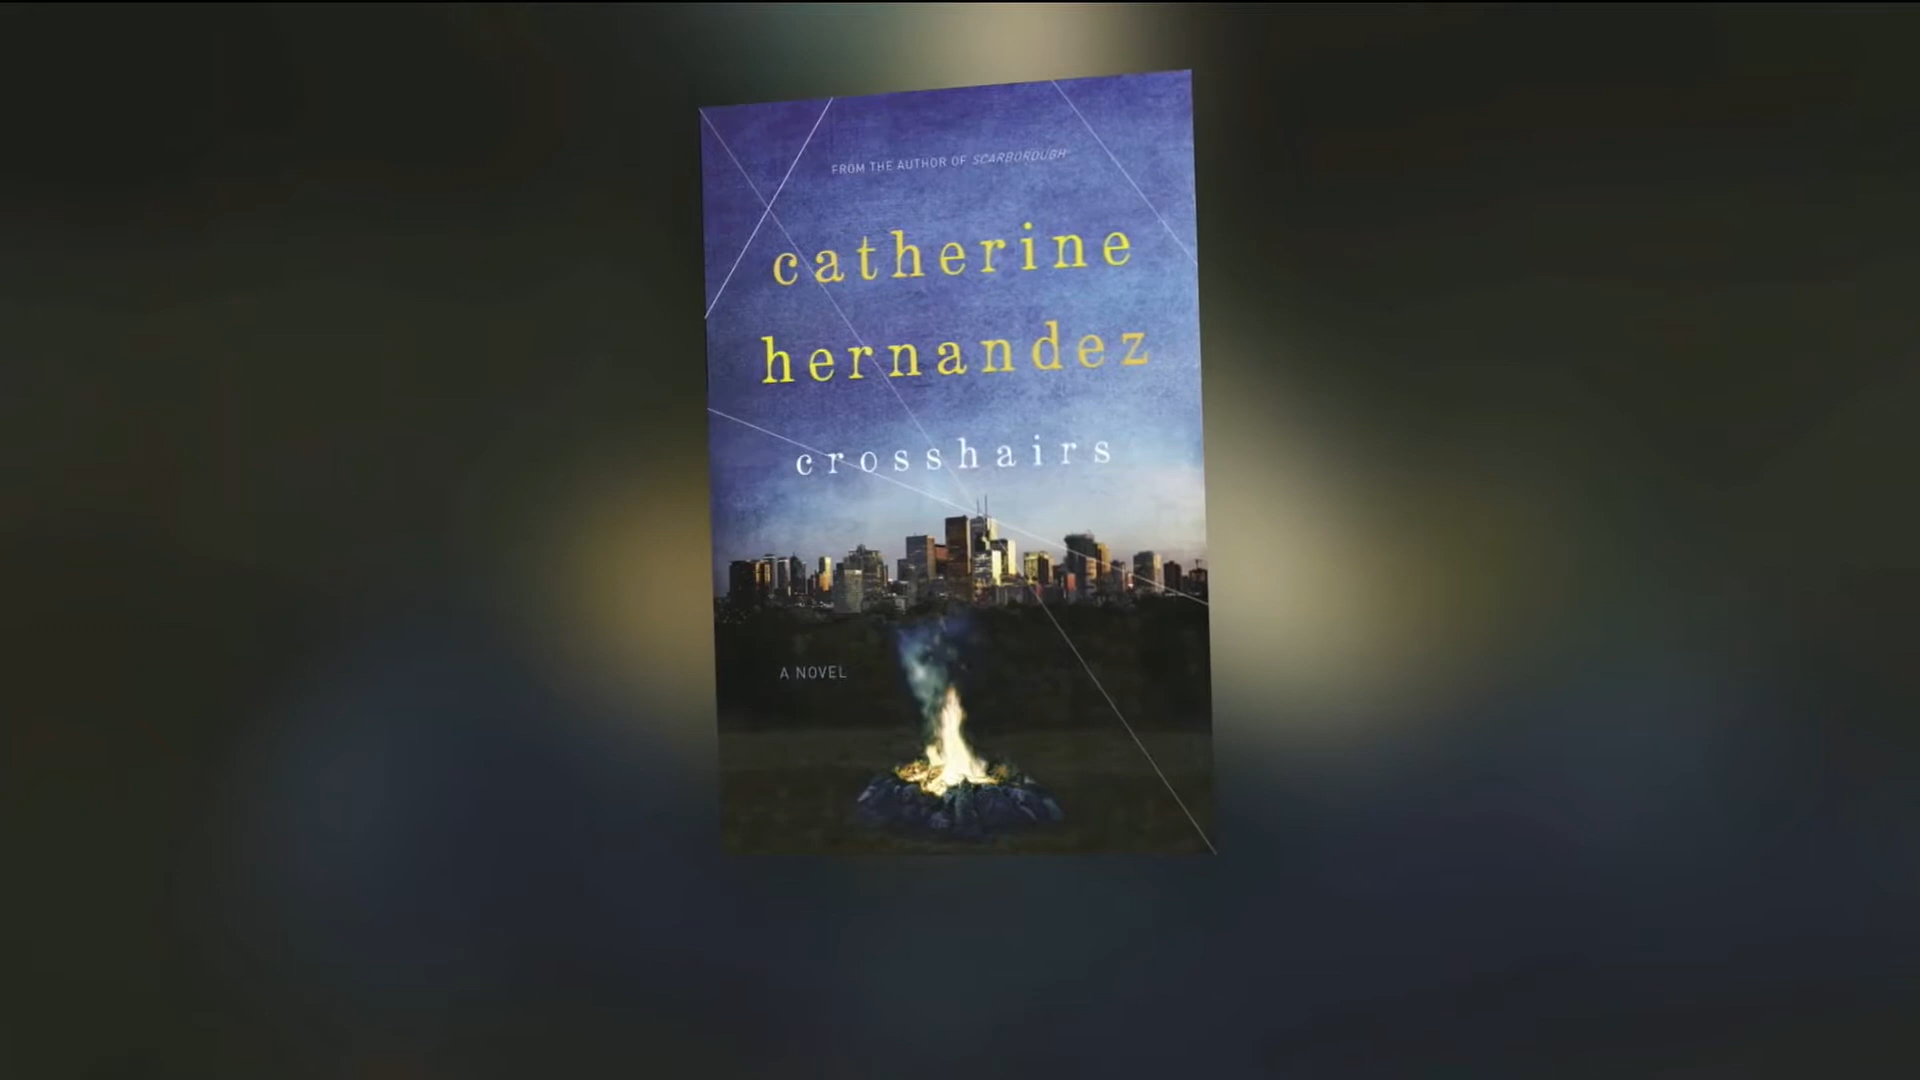 FROM THE AUTHOR OF SCARBOROUGH
catherine
hernandez
crosshairs
A NOVEL